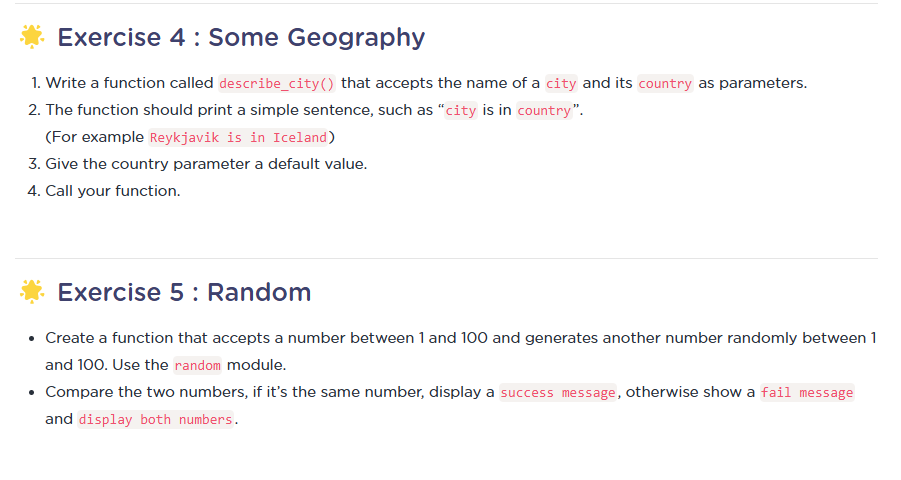 Exercise 4 : Some Geography
1. Write a function called describe_city() that accepts the name of a city and its country as parameters.
2. The function should print a simple sentence, such as “city is in country”.
(For example Reykjavik is in Iceland)
3. Give the country parameter a default value.
4. Call your function.
Exercise 5 : Random
• Create a function that accepts a number between 1 and 100 and generates another number randomly between 1
and 100. Use the random module.
• Compare the two numbers, if it’s the same number, display a success message, otherwise show a fail message
and display both numbers.